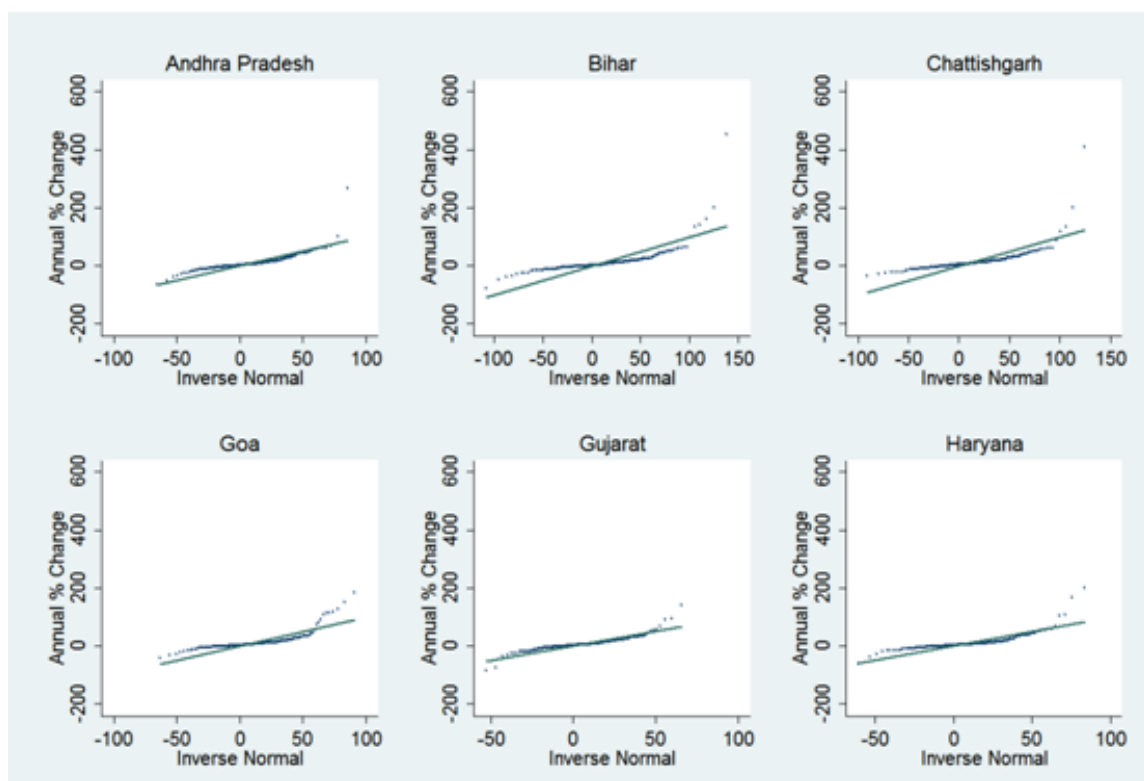 Andhra Pradesh
Annual % Change
-200 0 200 400 600
-100 -50 0 50 100
Inverse Normal
Bihar
Annual % Change
-200 0 200 400 600
-100 -50 0 50 100 150
Inverse Normal
Chattishgarh
Annual % Change
-200 0 200 400 600
-100 -50 0 50 100 150
Inverse Normal
Goa
Annual % Change
-200 0 200 400 600
-100 -50 0 50 100
Inverse Normal
Gujarat
Annual % Change
-200 0 200 400 600
-50 0 50 100
Inverse Normal
Haryana
Annual % Change
-200 0 200 400 600
-50 0 50 100
Inverse Normal